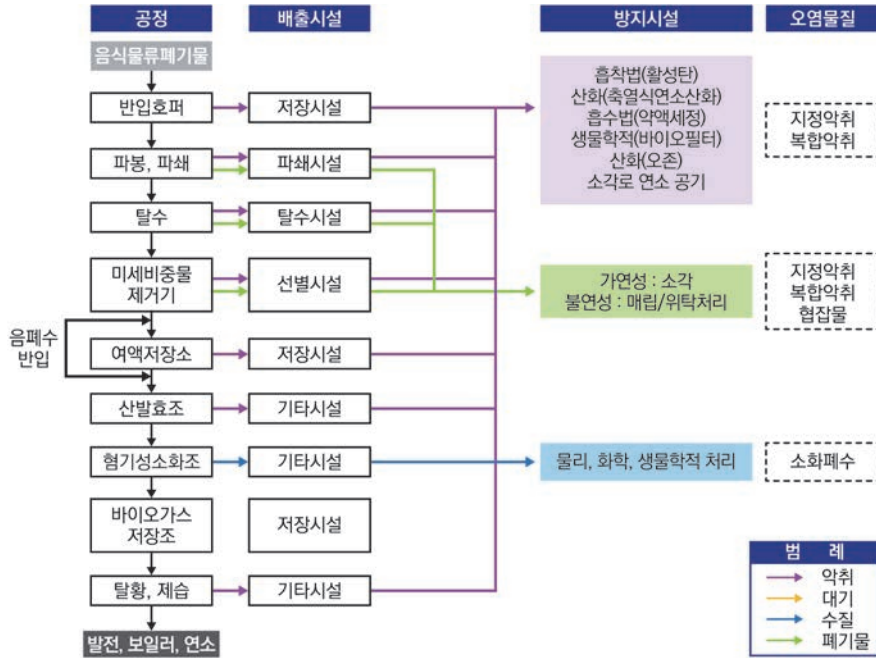 공정
배출시설
방지시설
오염물질
음식물류폐기물
반입호퍼
저장시설
흡착법(활성탄)
산화(축열식연소산화)
흡수법(약액세정)
생물학적(바이오필터)
산화(오존)
소각로 연소 공기
지정악취
복합악취
파봉, 파쇄
파쇄시설
탈수
탈수시설
미세비중물
제거기
선별시설
가연성 : 소각
불연성 : 매립/위탁처리
지정악취
복합악취
협잡물
음폐수
반입
여액저장소
저장시설
산발효조
기타시설
혐기성소화조
기타시설
물리, 화학, 생물학적 처리
소화폐수
바이오가스
저장조
저장시설
탈황, 제습
기타시설
발전, 보일러, 연소
범 례
악취
대기
수질
폐기물